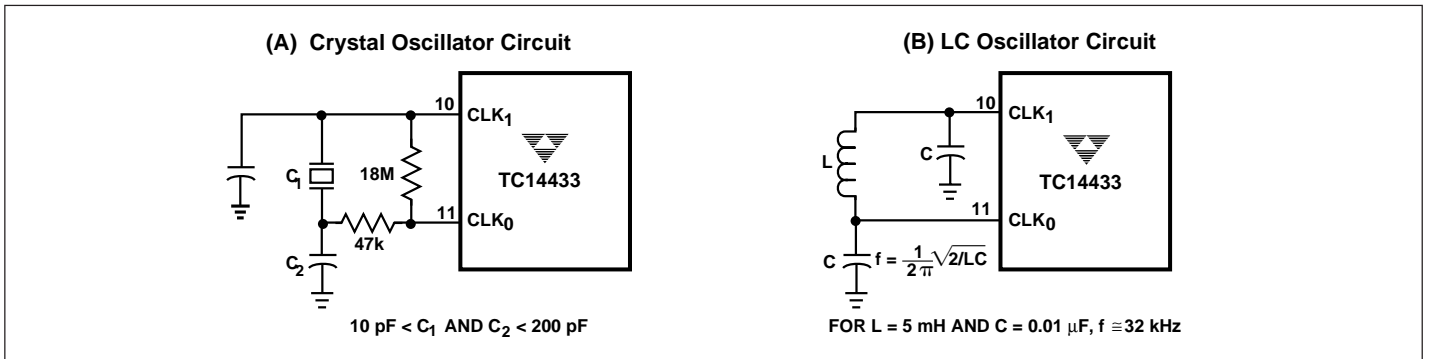 (A) Crystal Oscillator Circuit
10
CLK1
C1
18M
TC14433
11
CLK0
47k
C2
10 pF < C1 AND C2 < 200 pF
(B) LC Oscillator Circuit
10
CLK1
C
L
TC14433
11
CLK0
C
f = 1/2π √2/LC
FOR L = 5 mH AND C = 0.01 μF, f ≅ 32 kHz